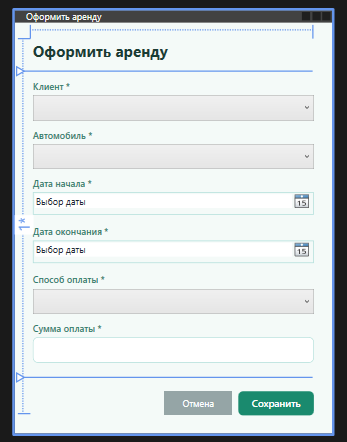 Оформить аренду
Оформить аренду
Клиент *
Автомобиль *
Дата начала *
Выбор даты
15
Дата окончания *
Выбор даты
15
1*
Способ оплаты *
Сумма оплаты *
Отмена
Сохранить